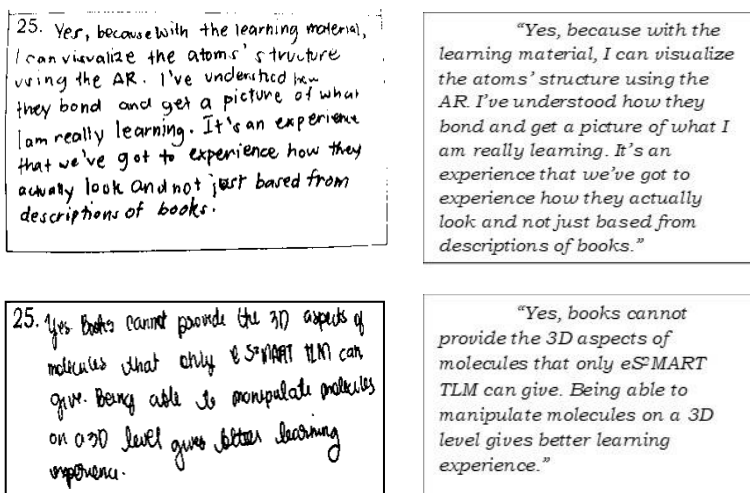 25. Yes, because with the learning material,
I can visualize the atoms' structure
using the AR. I've understood how
they bond and get a picture of what
I am really learning. It's an experience
that we've got to experience how they
actually look and not just based from
descriptions of books.
"Yes, because with the
learning material, I can visualize
the atoms' structure using the
AR. I've understood how they
bond and get a picture of what I
am really learning. It's an
experience that we've got to
experience how they actually
look and not just based from
descriptions of books."
25. Yes Books cannot provide the 3D aspects of
molecules that only eS²MART TLM can
give. Being able to manipulate molecules
on a 3D level gives better learning
experience.
"Yes, books cannot
provide the 3D aspects of
molecules that only eS²MART
TLM can give. Being able to
manipulate molecules on a 3D
level gives better learning
experience."